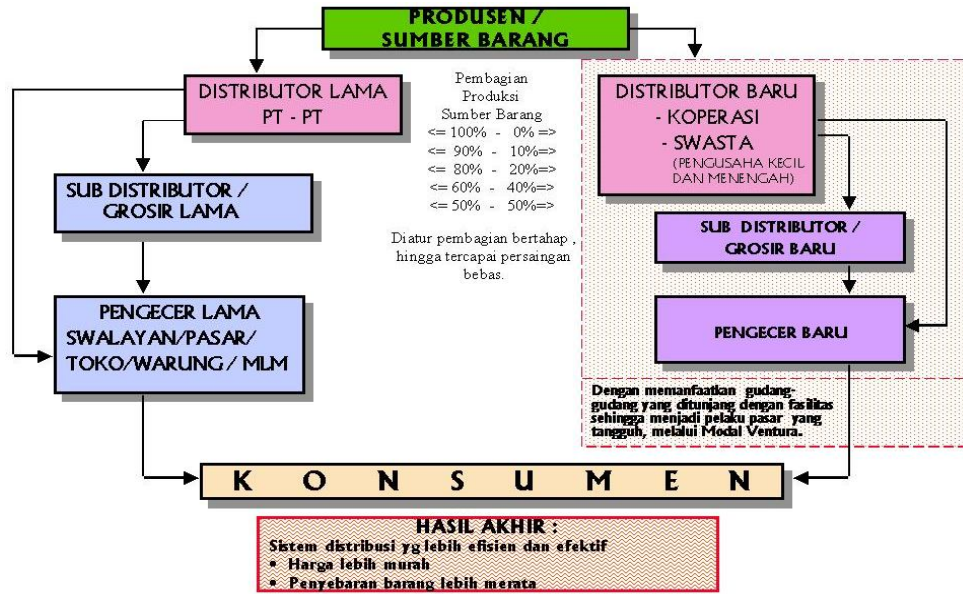 PRODUSEN /
SUMBER BARANG
DISTRIBUTOR LAMA
PT - PT
SUB DISTRIBUTOR /
GROSIR LAMA
PENGECER LAMA
SWALAYAN/PASAR/
TOKO/WARUNG / MLM
Pembagian
Produksi
Sumber Barang
<= 100% - 0% =>
<= 90% - 10%=>
<= 80% - 20%=>
<= 60% - 40%=>
<= 50% - 50%=>
Diatur pembagian bertahap ,
hingga tercapai persaingan
bebas.
DISTRIBUTOR BARU
- KOPERASI
- SWASTA
(PENGUSAHA KECIL
DAN MENENGAH)
SUB DISTRIBUTOR /
GROSIR BARU
PENGECER BARU
Dengan memanfaatkan gudang-
gudang yang ditunjang dengan fasilitas
sehingga menjadi pelaku pasar yang
tangguh, melalui Modal Ventura.
K O N S U M E N
HASIL AKHIR :
Sistem distribusi yg lebih efisien dan efektif
• Harga lebih murah
• Penyebaran barang lebih merata